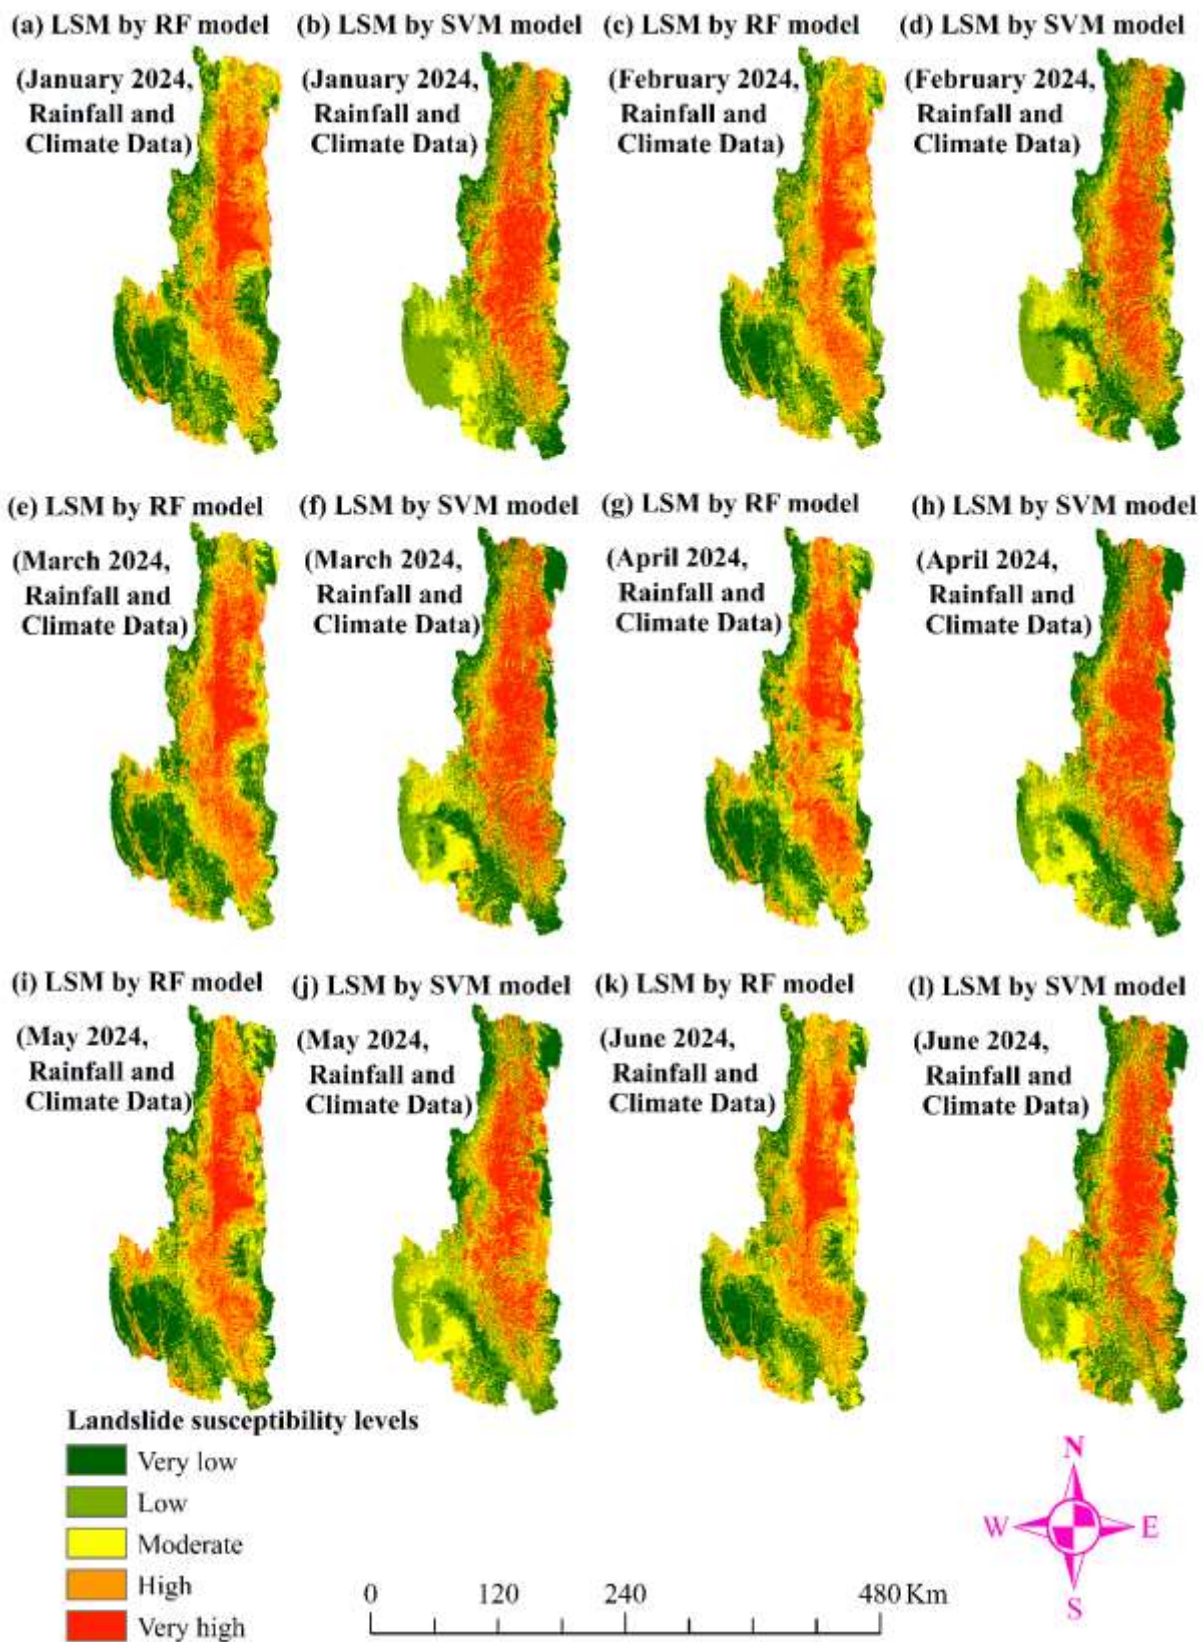 (a) LSM by RF model
(January 2024,
Rainfall and
Climate Data)
(b) LSM by SVM model
(January 2024,
Rainfall and
Climate Data)
(c) LSM by RF model
(February 2024,
Rainfall and
Climate Data)
(d) LSM by SVM model
(February 2024,
Rainfall and
Climate Data)
(e) LSM by RF model
(March 2024,
Rainfall and
Climate Data)
(f) LSM by SVM model
(March 2024,
Rainfall and
Climate Data)
(g) LSM by RF model
(April 2024,
Rainfall and
Climate Data)
(h) LSM by SVM model
(April 2024,
Rainfall and
Climate Data)
(i) LSM by RF model
(May 2024,
Rainfall and
Climate Data)
(j) LSM by SVM model
(May 2024,
Rainfall and
Climate Data)
(k) LSM by RF model
(June 2024,
Rainfall and
Climate Data)
(l) LSM by SVM model
(June 2024,
Rainfall and
Climate Data)
Landslide susceptibility levels
Very low
Low
Moderate
High
Very high
0 120 240 480 Km
N
W E
S